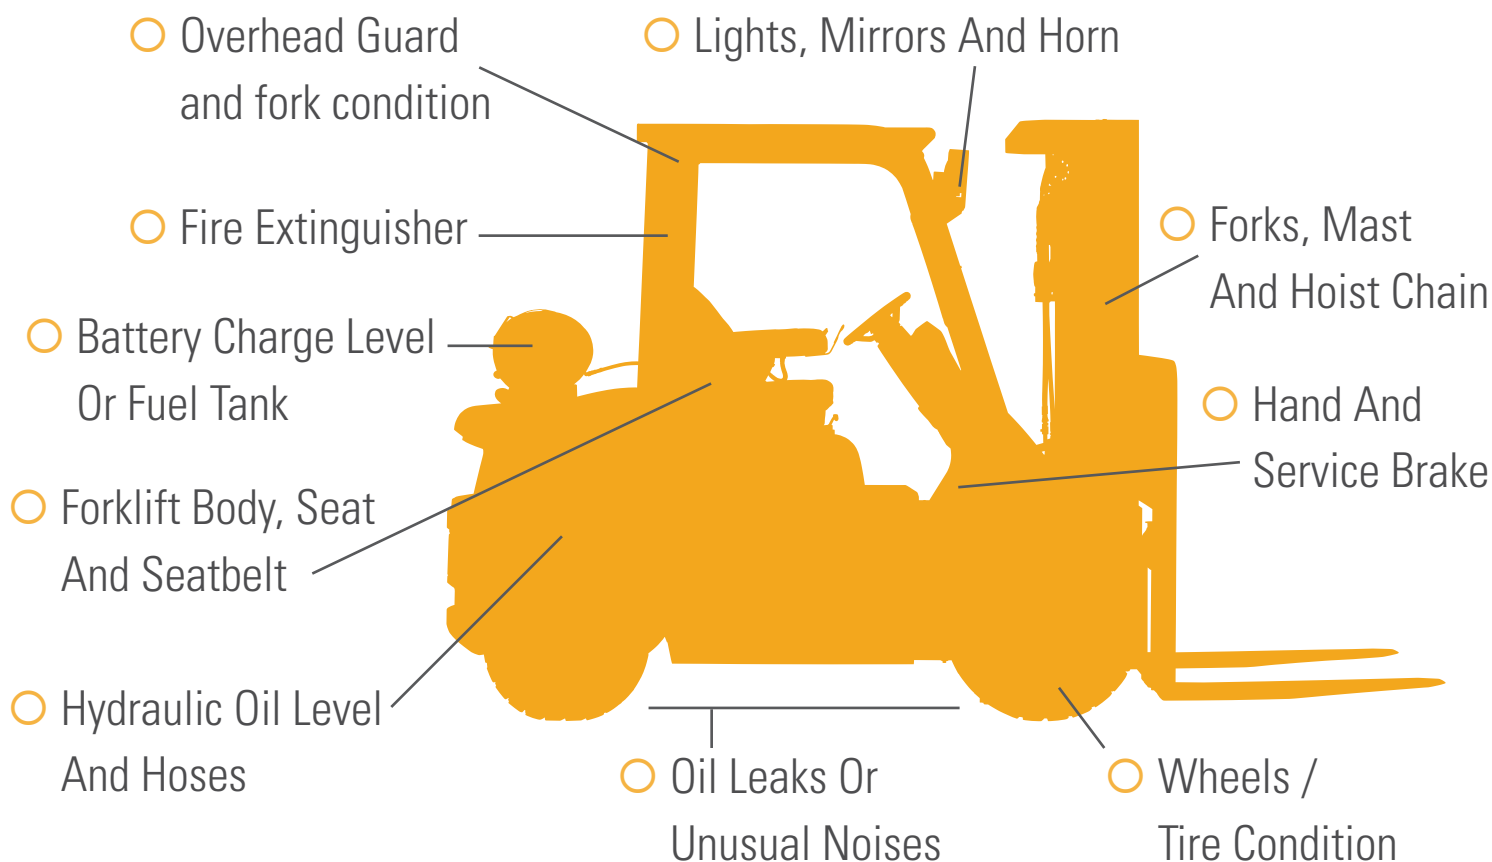 Overhead Guard
and fork condition
Lights, Mirrors And Horn
Fire Extinguisher
Forks, Mast
And Hoist Chain
Battery Charge Level
Or Fuel Tank
Hand And
Service Brake
Forklift Body, Seat
And Seatbelt
Hydraulic Oil Level
And Hoses
Oil Leaks Or
Unusual Noises
Wheels /
Tire Condition